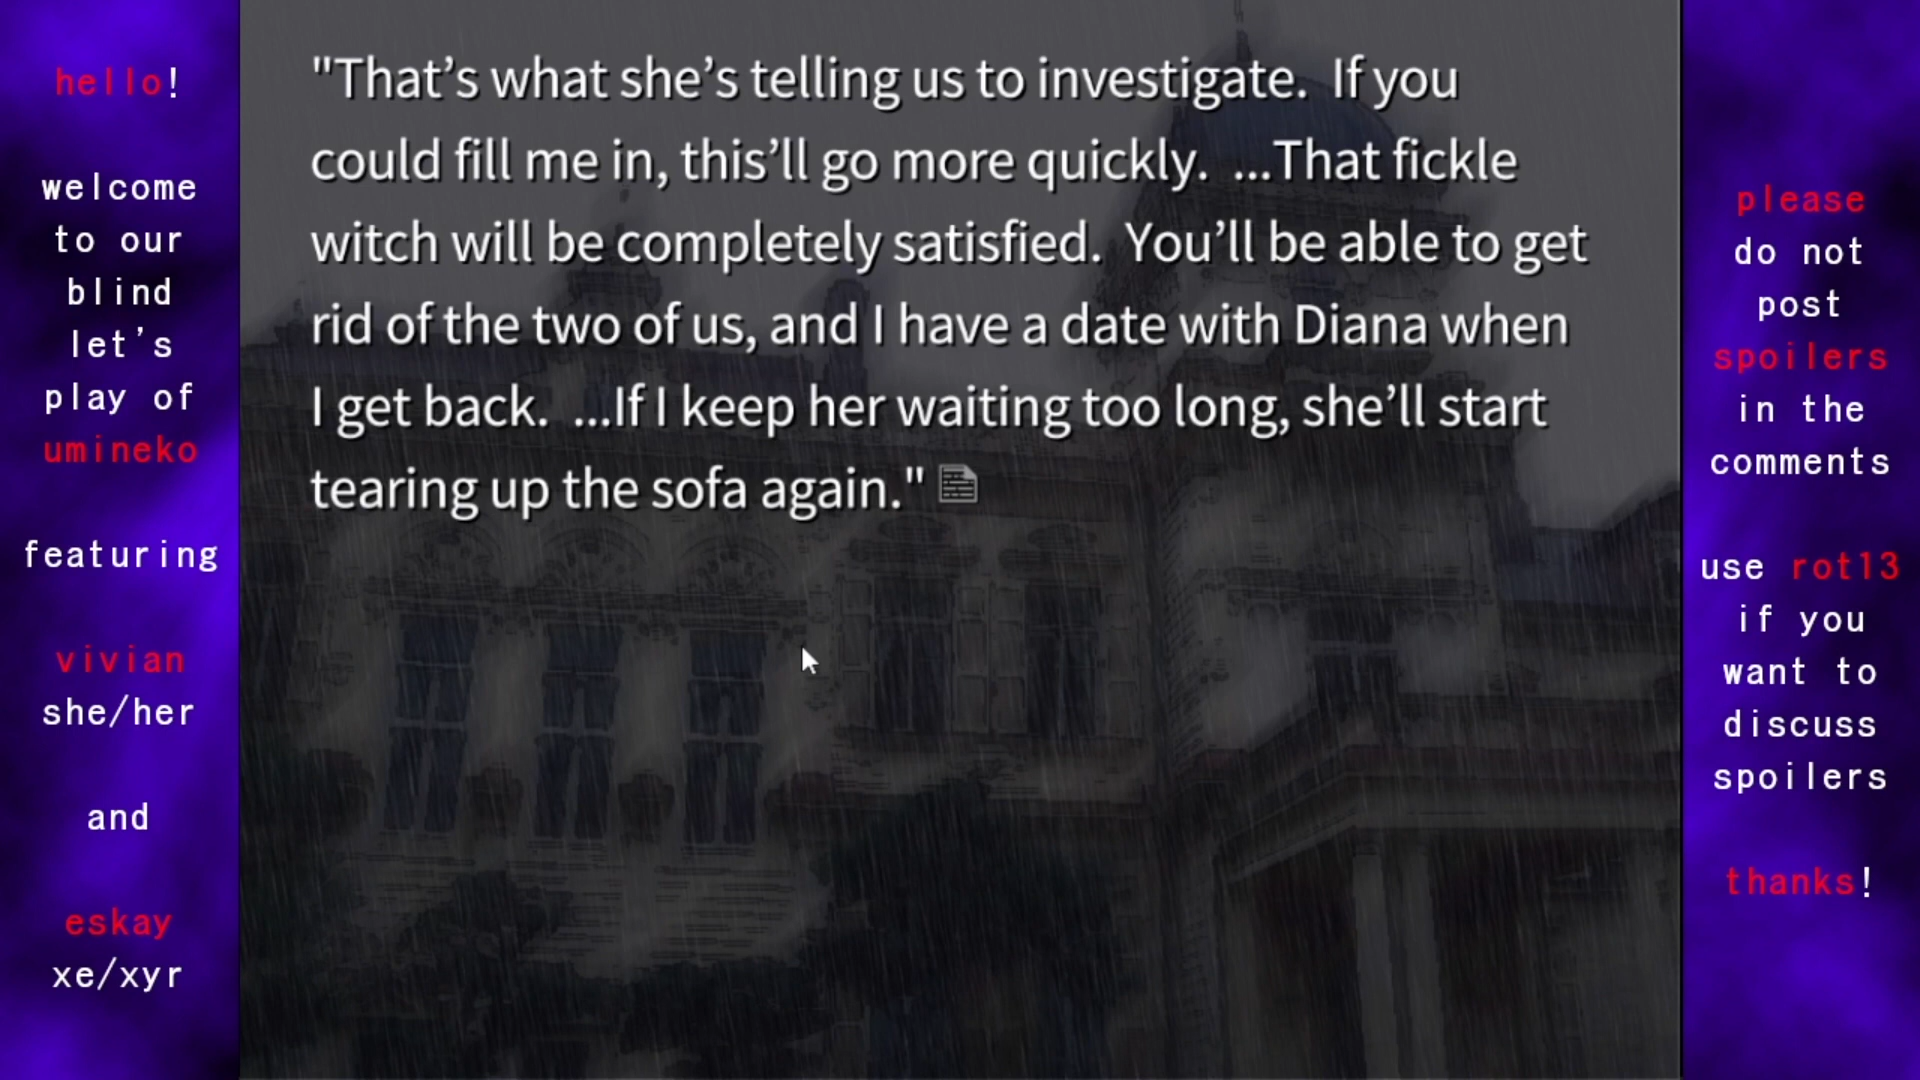 hello!
welcome
to our
blind
let's
play of
umineko
featuring
vivian
she/her
and
eskay
xe/xyr
"That’s what she’s telling us to investigate.  If you
could fill me in, this’ll go more quickly.  ...That fickle
witch will be completely satisfied.  You’ll be able to get
rid of the two of us, and I have a date with Diana when
I get back.  ...If I keep her waiting too long, she’ll start
tearing up the sofa again."
please
do not
post
spoilers
in the
comments
use rot13
if you
want to
discuss
spoilers
thanks!